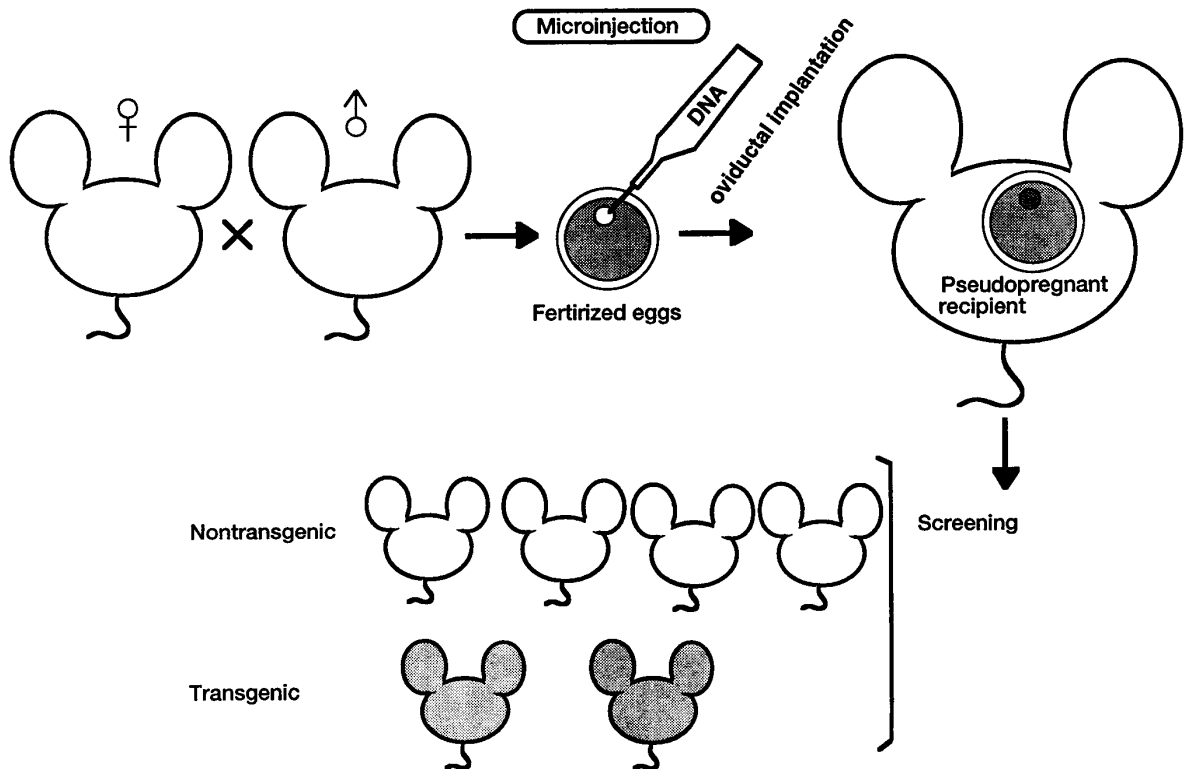 Microinjection
♀
♂
DNA
oviductal implantation
×
Fertirized eggs
Pseudopregnant
recipient
Screening
Nontransgenic
Transgenic